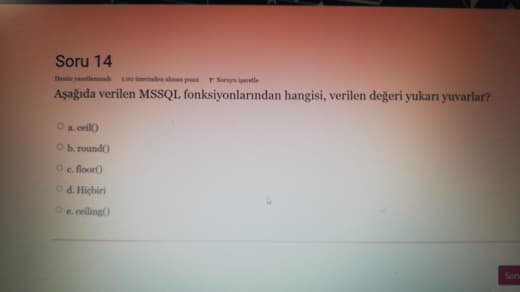 Soru 14
Henüz yanıtlanmadı 1,00 üzerinden alınan puan Soruyu işaretle
Aşağıda verilen MSSQL fonksiyonlarından hangisi, verilen değeri yukarı yuvarlar?
a. ceil()
b. round()
c. floor()
d. Hiçbiri
e. ceiling()